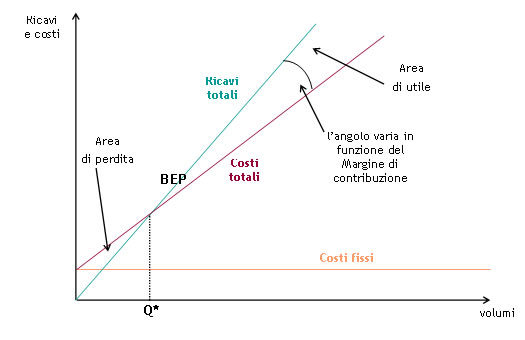 Ricavi
e costi
Ricavi
totali
Area
di utile
l'angolo varia in
funzione del
Margine di
contribuzione
Area
di perdita
BEP
Costi
totali
Costi fissi
Q*
volumi